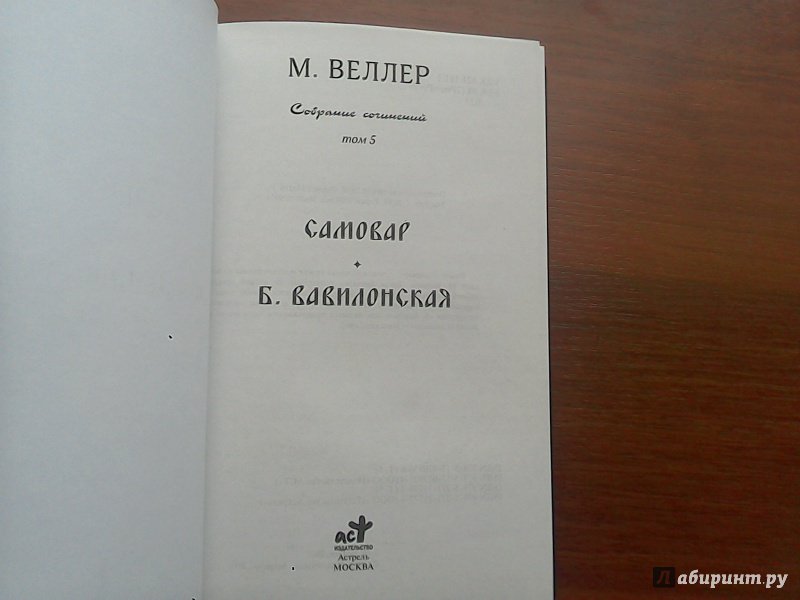 М. ВЕЛЛЕР
Собрание сочинений
том 5
САМОВАР
Б. ВАВИЛОНСКАЯ
аст
ИЗДАТЕЛЬСТВО
Астрель
МОСКВА
Лабиринт.ру